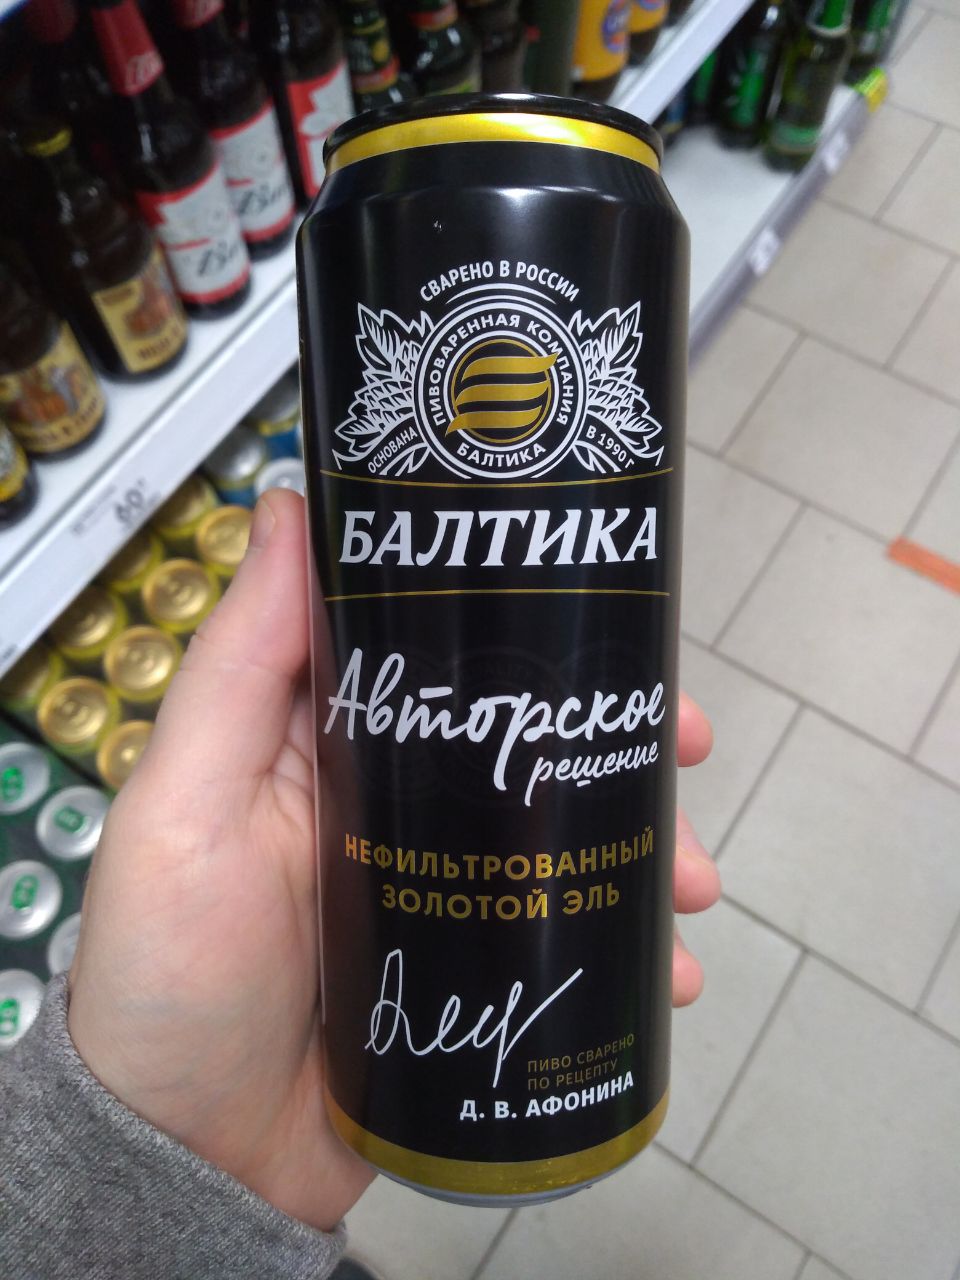 СВАРЕНО В РОССИИ
ПИВОВАРЕННАЯ КОМПАНИЯ
БАЛТИКА
ОСНОВАНА В 1990 Г
БАЛТИКА
Авторское
решение
НЕФИЛЬТРОВАННЫЙ
ЗОЛОТОЙ ЭЛЬ
ПИВО СВАРЕНО
ПО РЕЦЕПТУ
Д. В. АФОНИНА